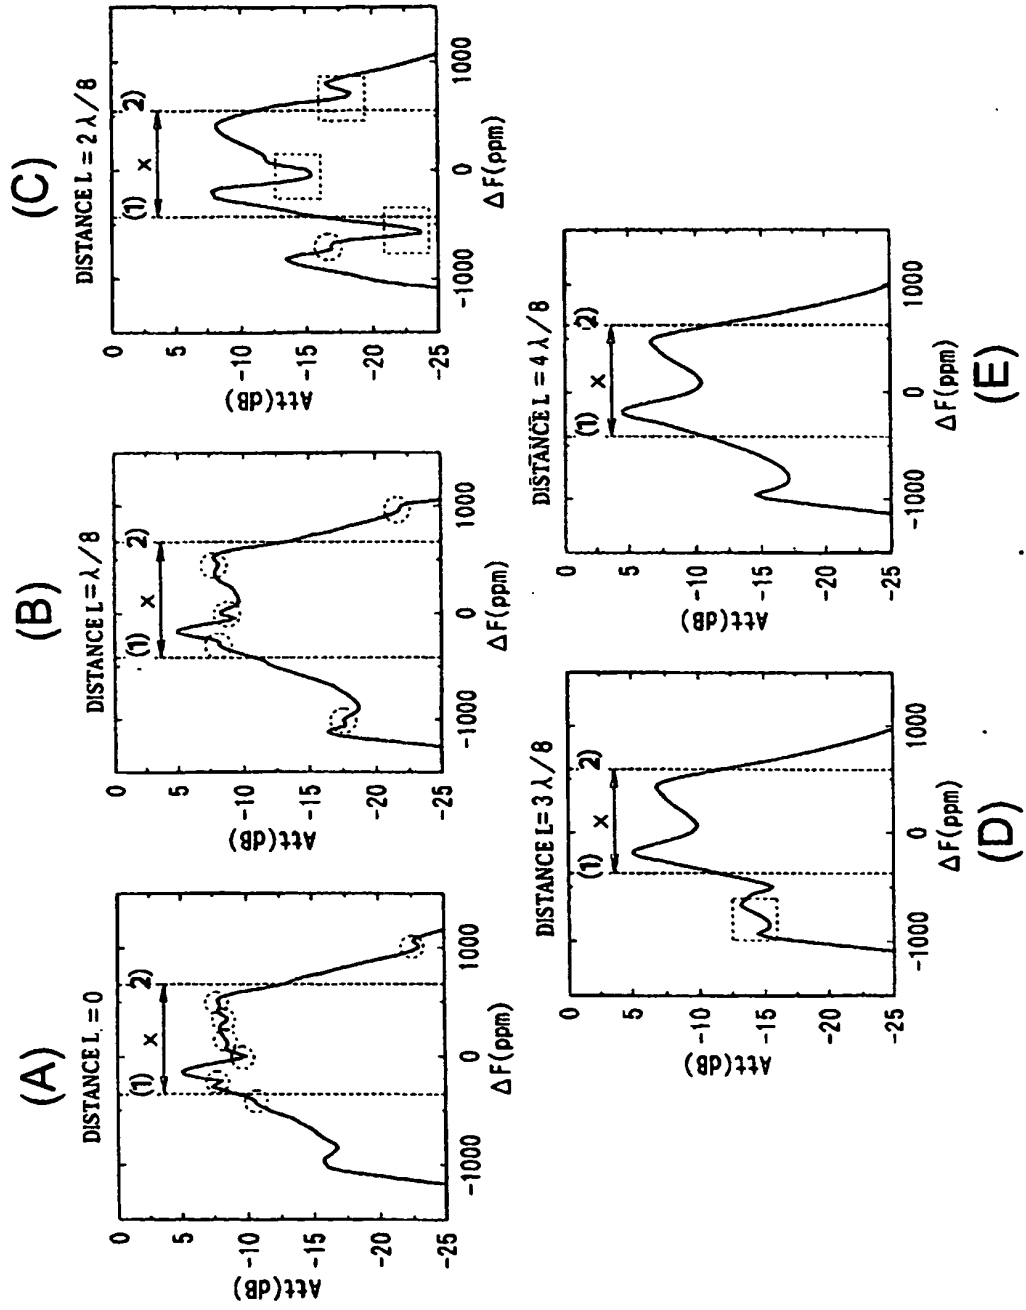 (A)
DISTANCE L = 0
(1) X (2)
0
5
-10
-15
-20
-25
Att(dB)
-1000 0 1000
ΔF(ppm)
(B)
DISTANCE L = λ/8
(1) X (2)
0
5
-10
-15
-20
-25
Att(dB)
-1000 0 1000
ΔF(ppm)
(C)
DISTANCE L = 2λ/8
(1) X (2)
0
5
-10
-15
-20
-25
Att(dB)
-1000 0 1000
ΔF(ppm)
DISTANCE L = 3λ/8
(1) X (2)
0
5
-10
-15
-20
-25
Att(dB)
-1000 0 1000
ΔF(ppm)
(D)
DISTANCE L = 4λ/8
(1) X (2)
0
5
-10
-15
-20
-25
Att(dB)
-1000 0 1000
ΔF(ppm)
(E)